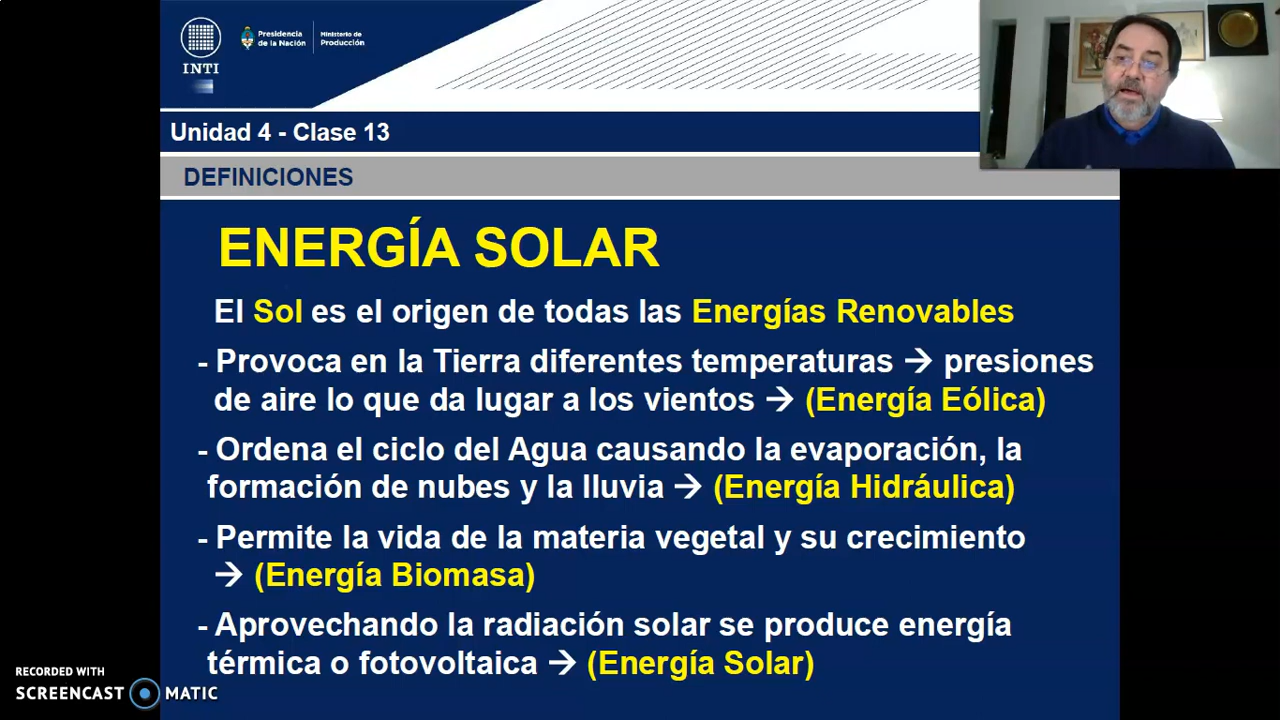 INTI
Presidencia
de la Nación
Ministerio de
Producción
Unidad 4 - Clase 13
DEFINICIONES
ENERGÍA SOLAR
El Sol es el origen de todas las Energías Renovables
- Provoca en la Tierra diferentes temperaturas → presiones
de aire lo que da lugar a los vientos → (Energía Eólica)
- Ordena el ciclo del Agua causando la evaporación, la
formación de nubes y la lluvia → (Energía Hidráulica)
- Permite la vida de la materia vegetal y su crecimiento
→ (Energía Biomasa)
- Aprovechando la radiación solar se produce energía
térmica o fotovoltaica → (Energía Solar)
RECORDED WITH
SCREENCAST MATIC